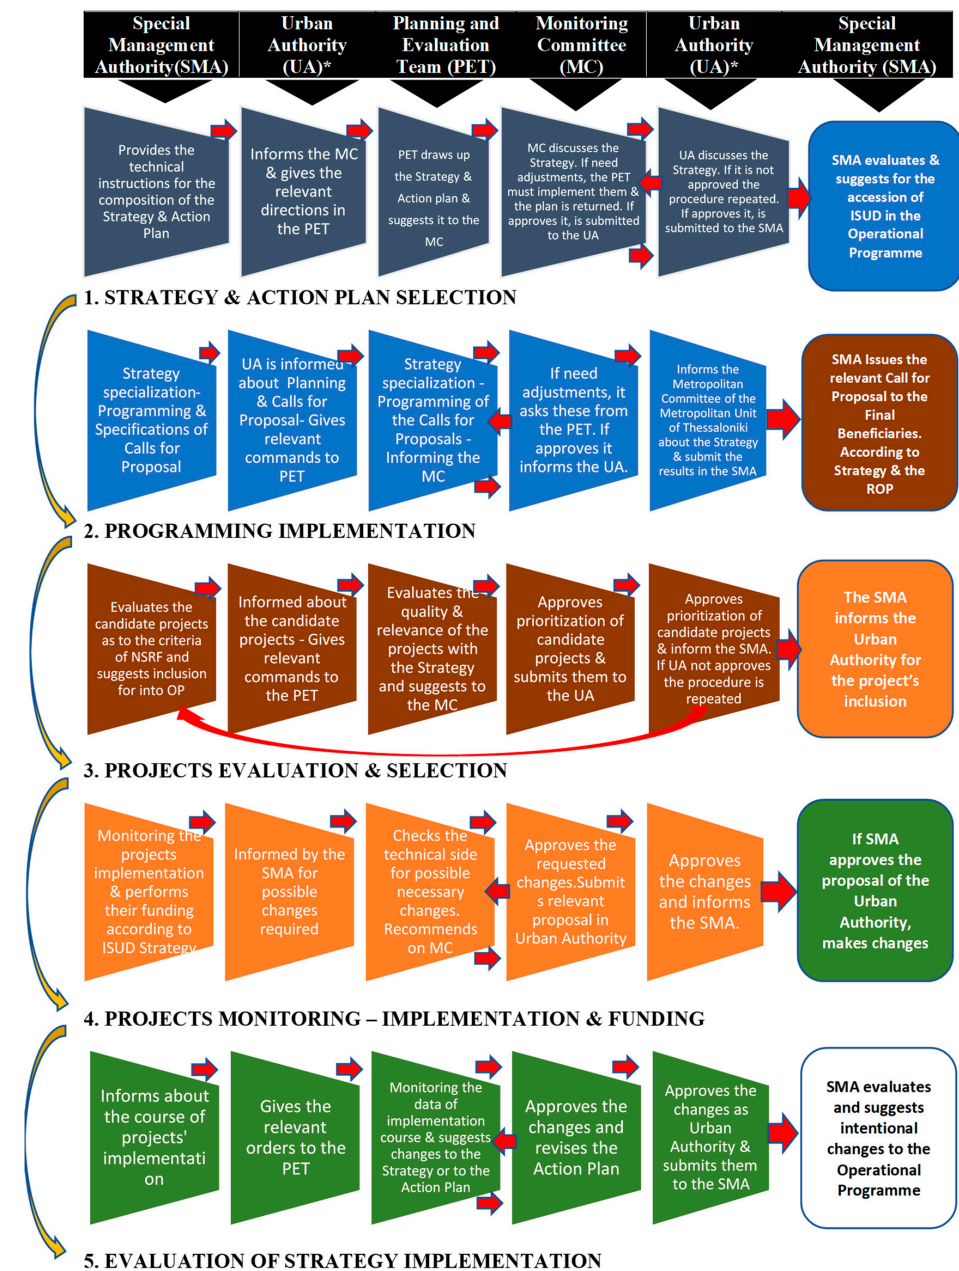 Special
Management
Authority(SMA)
Urban
Authority
(UA)*
Planning and
Evaluation
Team (PET)
Monitoring
Committee
(MC)
Urban
Authority
(UA)*
Special
Management
Authority (SMA)
Provides the
technical
instructions for the
composition of the
Strategy & Action
Plan
Informs the MC
& gives the
relevant
directions in
the PET
PET draws up
the Strategy &
Action plan &
suggests it to the
MC
MC discusses the
Strategy. If need
adjustments, the PET
must implement them &
the plan is returned. If
approves it, is submitted
to the UA
UA discusses the
Strategy. If it is not
approved the
procedure repeated.
If approves it, is
submitted to the SMA
SMA evaluates &
suggests for the
accession of
ISUD in the
Operational
Programme
1. STRATEGY & ACTION PLAN SELECTION
Strategy
specialization-
Programming &
Specifications of
Calls for
Proposal
UA is informed
about Planning
& Calls for
Proposal- Gives
relevant
commands to
PET
Strategy
specialization -
Programming of
the Calls for
Proposals -
Informing the
MC
If need
adjustments, it
asks these from
the PET. If
approves it
informs the UA.
Informs the
Metropolitan
Committee of the
Metropolitan Unit
of Thessaloniki
about the Strategy
& submit the
results in the SMA
SMA Issues the
relevant Call for
Proposal to the
Final
Beneficiaries.
According to
Strategy & the
ROP
2. PROGRAMMING IMPLEMENTATION
Evaluates the
candidate projects
as to the criteria
of NSRF and
suggests inclusion
for into OP
Informed about
the candidate
projects - Gives
relevant
commands to
the PET
Evaluates the
quality &
relevance of the
projects with
the Strategy
and suggests to
the MC
Approves
prioritization of
candidate
projects &
submits them to
the UA
Approves
prioritization of
candidate projects
& inform the SMA.
If UA not approves
the procedure is
repeated
The SMA
informs the
Urban
Authority for
the project's
inclusion
3. PROJECTS EVALUATION & SELECTION
Monitoring the
projects
implementation
& performs
their funding
according to
ISUD Strategy
Informed by the
SMA for
possible
changes
required
Checks the
technical side
for possible
necessary
changes.
Recommends
on MC
Approves the
requested
changes.Submit
s relevant
proposal in
Urban Authority
Approves
the changes
and informs
the SMA.
If SMA
approves the
proposal of the
Urban
Authority,
makes changes
4. PROJECTS MONITORING – IMPLEMENTATION & FUNDING
Informs about
the course of
projects'
implementati
on
Gives the
relevant
orders to the
PET
Monitoring the
data of
implementation
course & suggests
changes to the
Strategy or to the
Action Plan
Approves the
changes and
revises the
Action Plan
Approves the
changes as
Urban
Authority &
submits them
to the SMA
SMA evaluates
and suggests
intentional
changes to the
Operational
Programme
5. EVALUATION OF STRATEGY IMPLEMENTATION